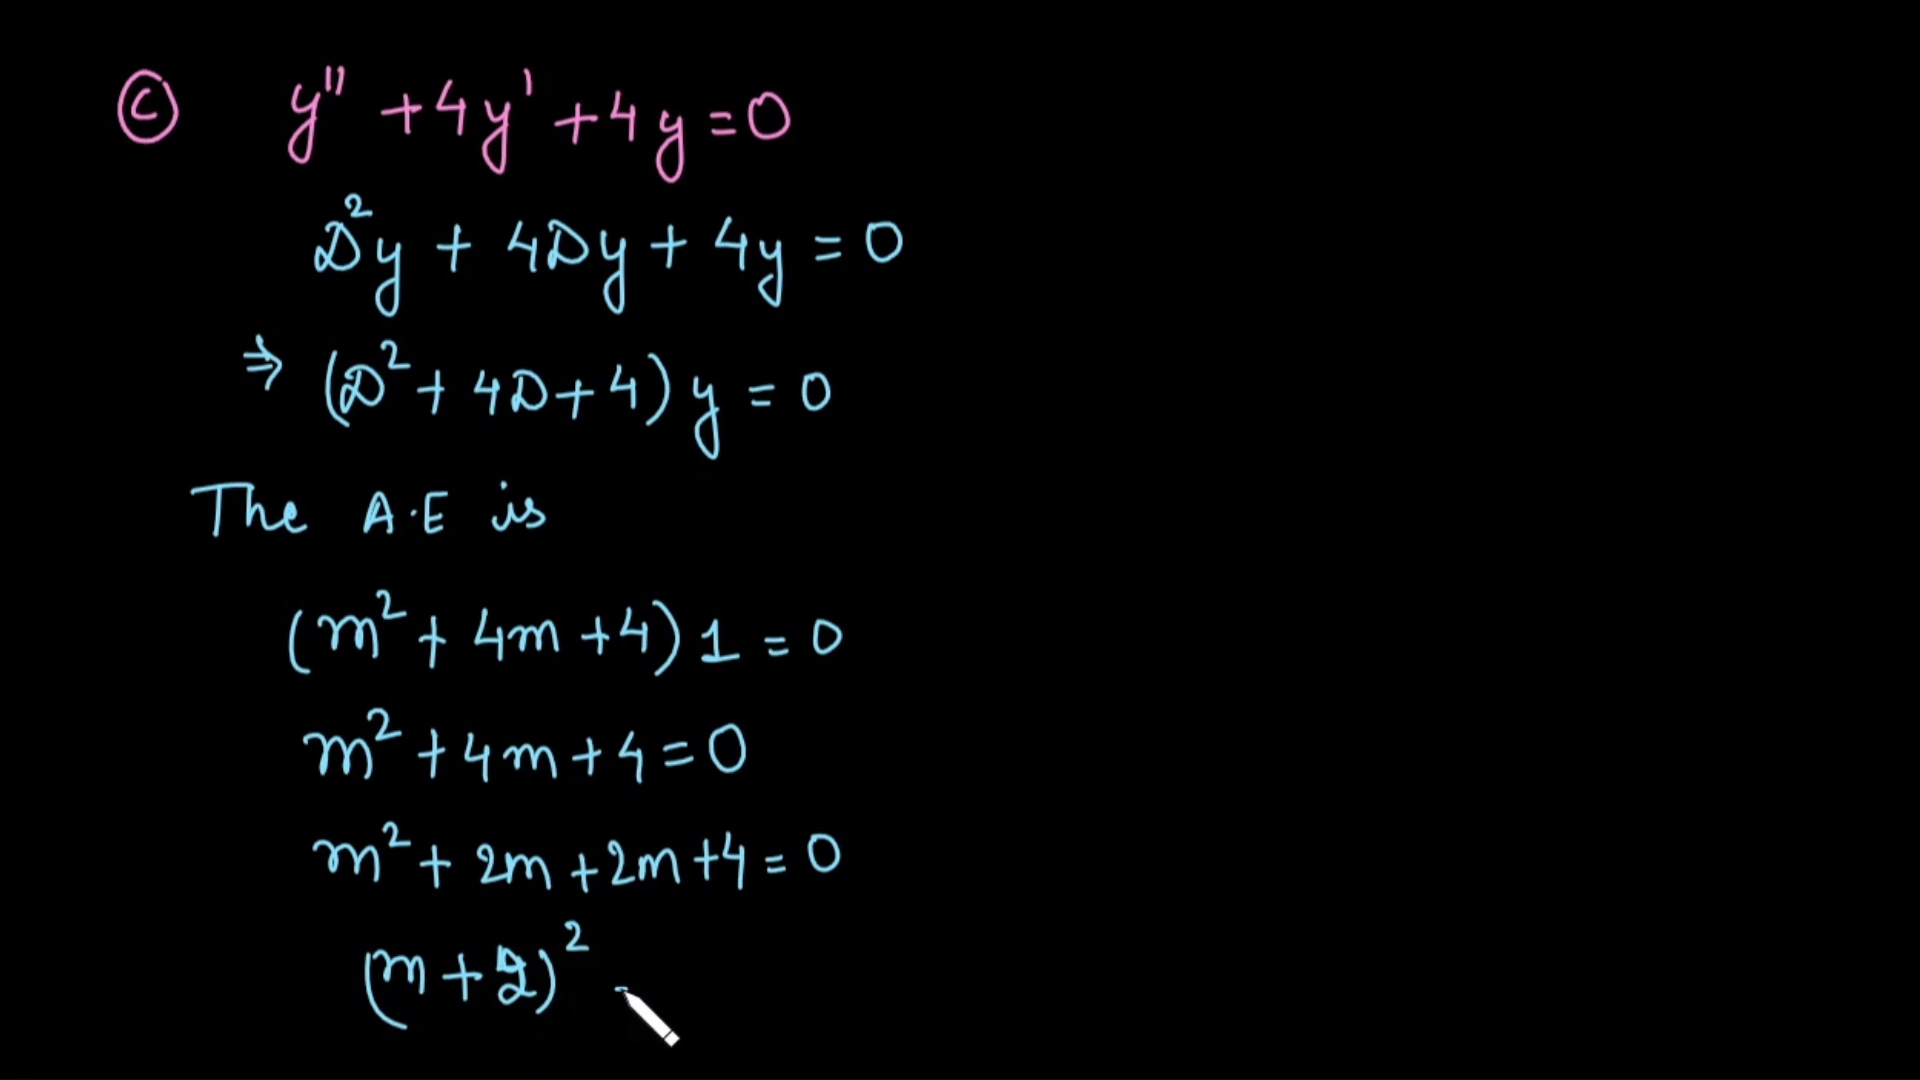 ⓒ y'' + 4y' + 4y = 0
D²y + 4Dy + 4y = 0
⇒ (D² + 4D + 4) y = 0
The A.E is
(m² + 4m + 4) 1 = 0
m² + 4m + 4 = 0
m² + 2m + 2m + 4 = 0
(m + 2)²